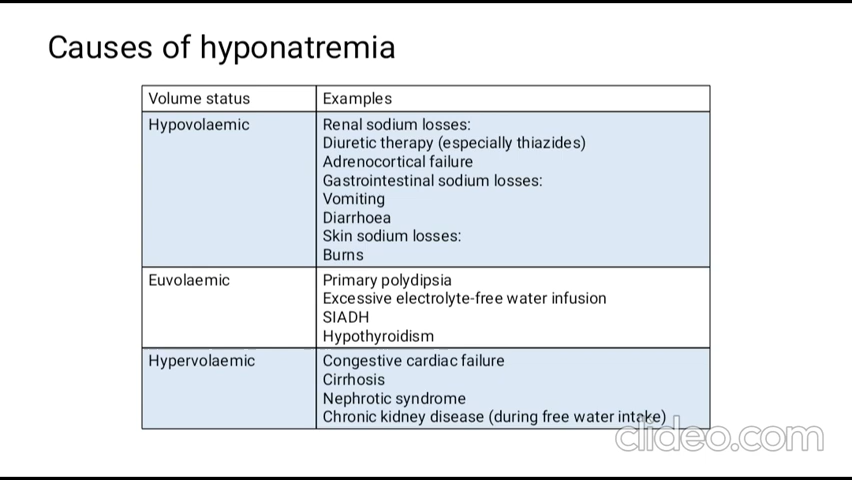 Causes of hyponatremia
Volume status
Examples
Hypovolaemic
Renal sodium losses:
Diuretic therapy (especially thiazides)
Adrenocortical failure
Gastrointestinal sodium losses:
Vomiting
Diarrhoea
Skin sodium losses:
Burns
Euvolaemic
Primary polydipsia
Excessive electrolyte-free water infusion
SIADH
Hypothyroidism
Hypervolaemic
Congestive cardiac failure
Cirrhosis
Nephrotic syndrome
Chronic kidney disease (during free water intake)
clideo.com